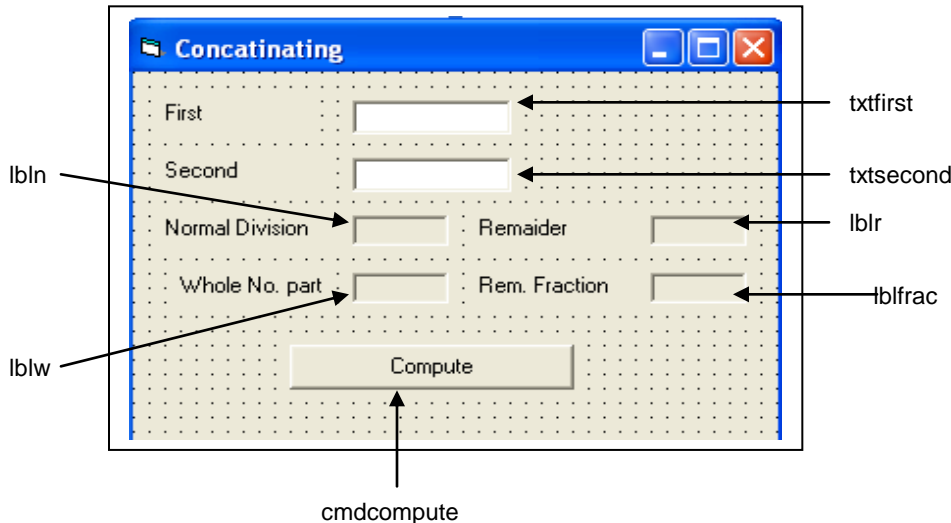 Concatinating
First
txtfirst
Second
txtsecond
lbln
Normal Division
Remaider
lblr
Whole No. part
Rem. Fraction
lblfrac
lblw
Compute
cmdcompute